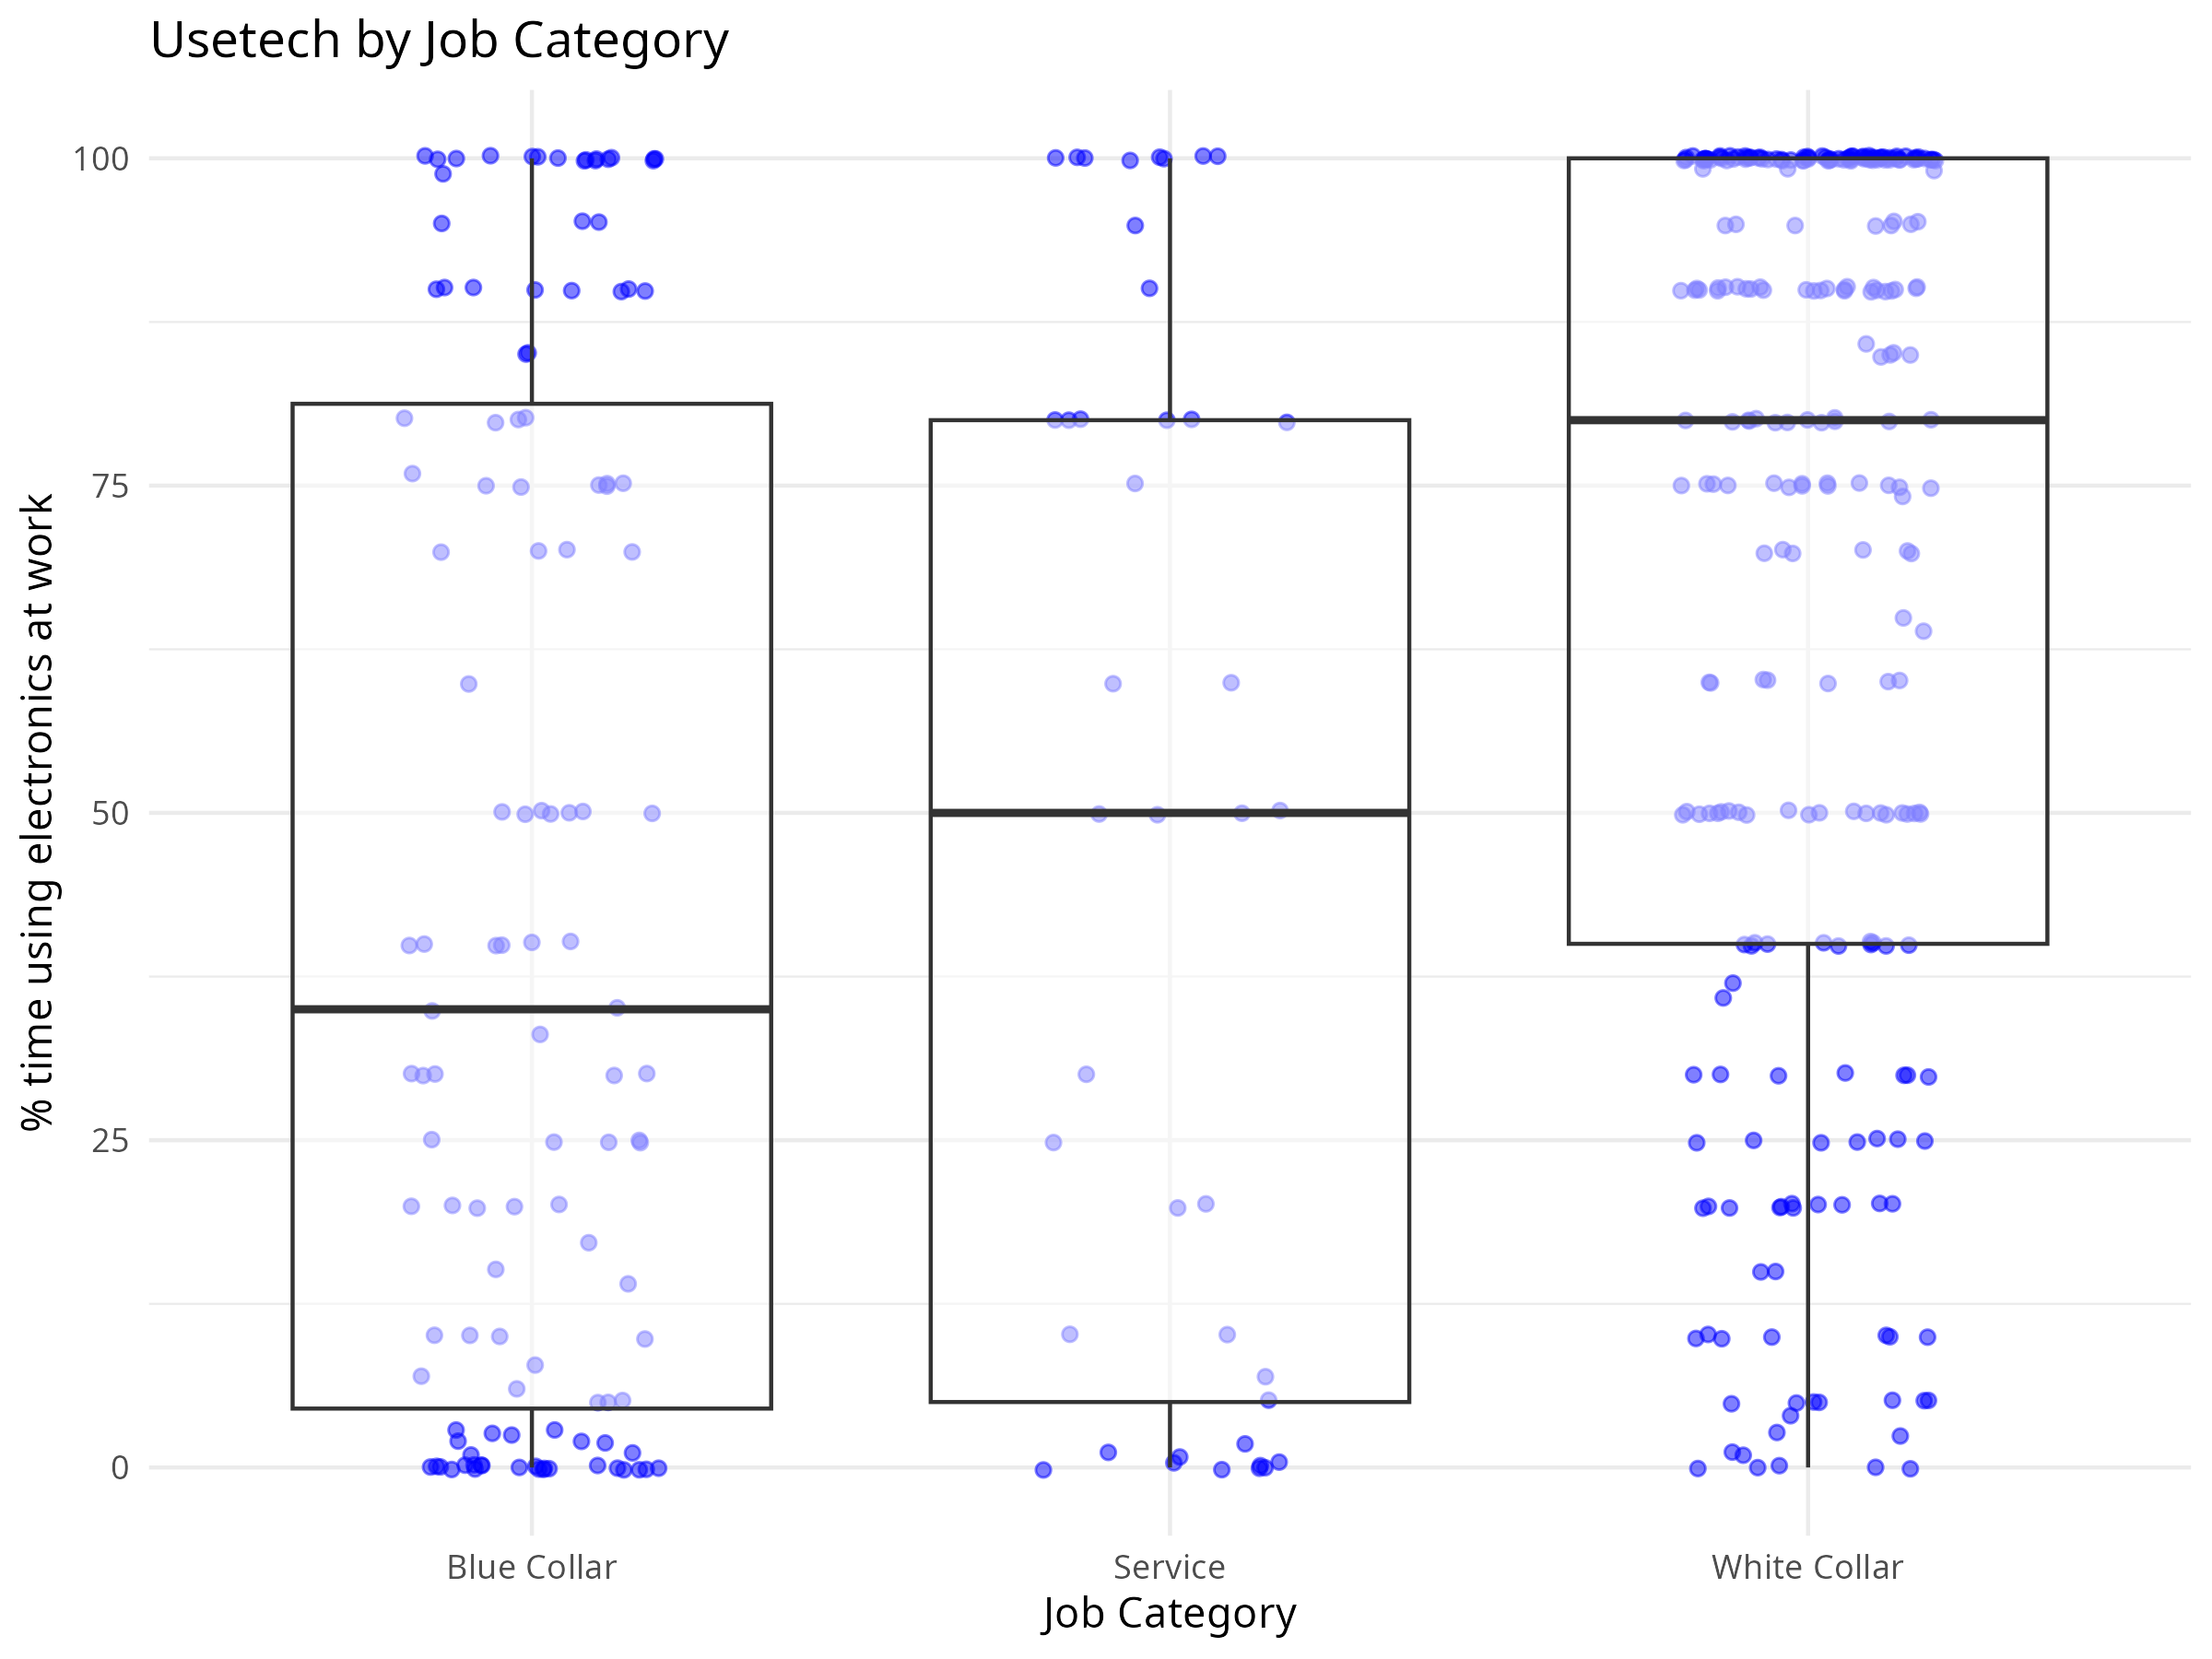 Usetech by Job Category
% time using electronics at work
100
75
50
25
0
Blue Collar
Service
White Collar
Job Category